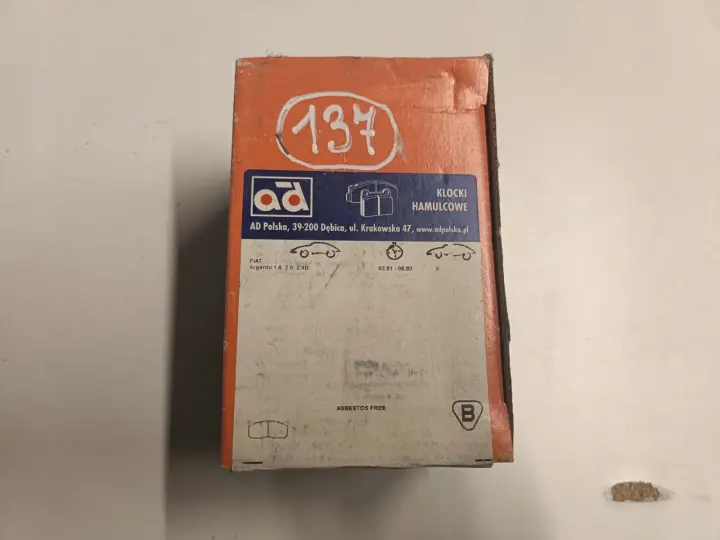 137
ad
KLOCKI
HAMULCOWE
AD Polska, 39-200 Dębica, ul. Krakowska 47, www.adpolska.pl
FIAT
Argenta 1.6, 2.0, 2.4D
X
ASBESTOS FREE
B